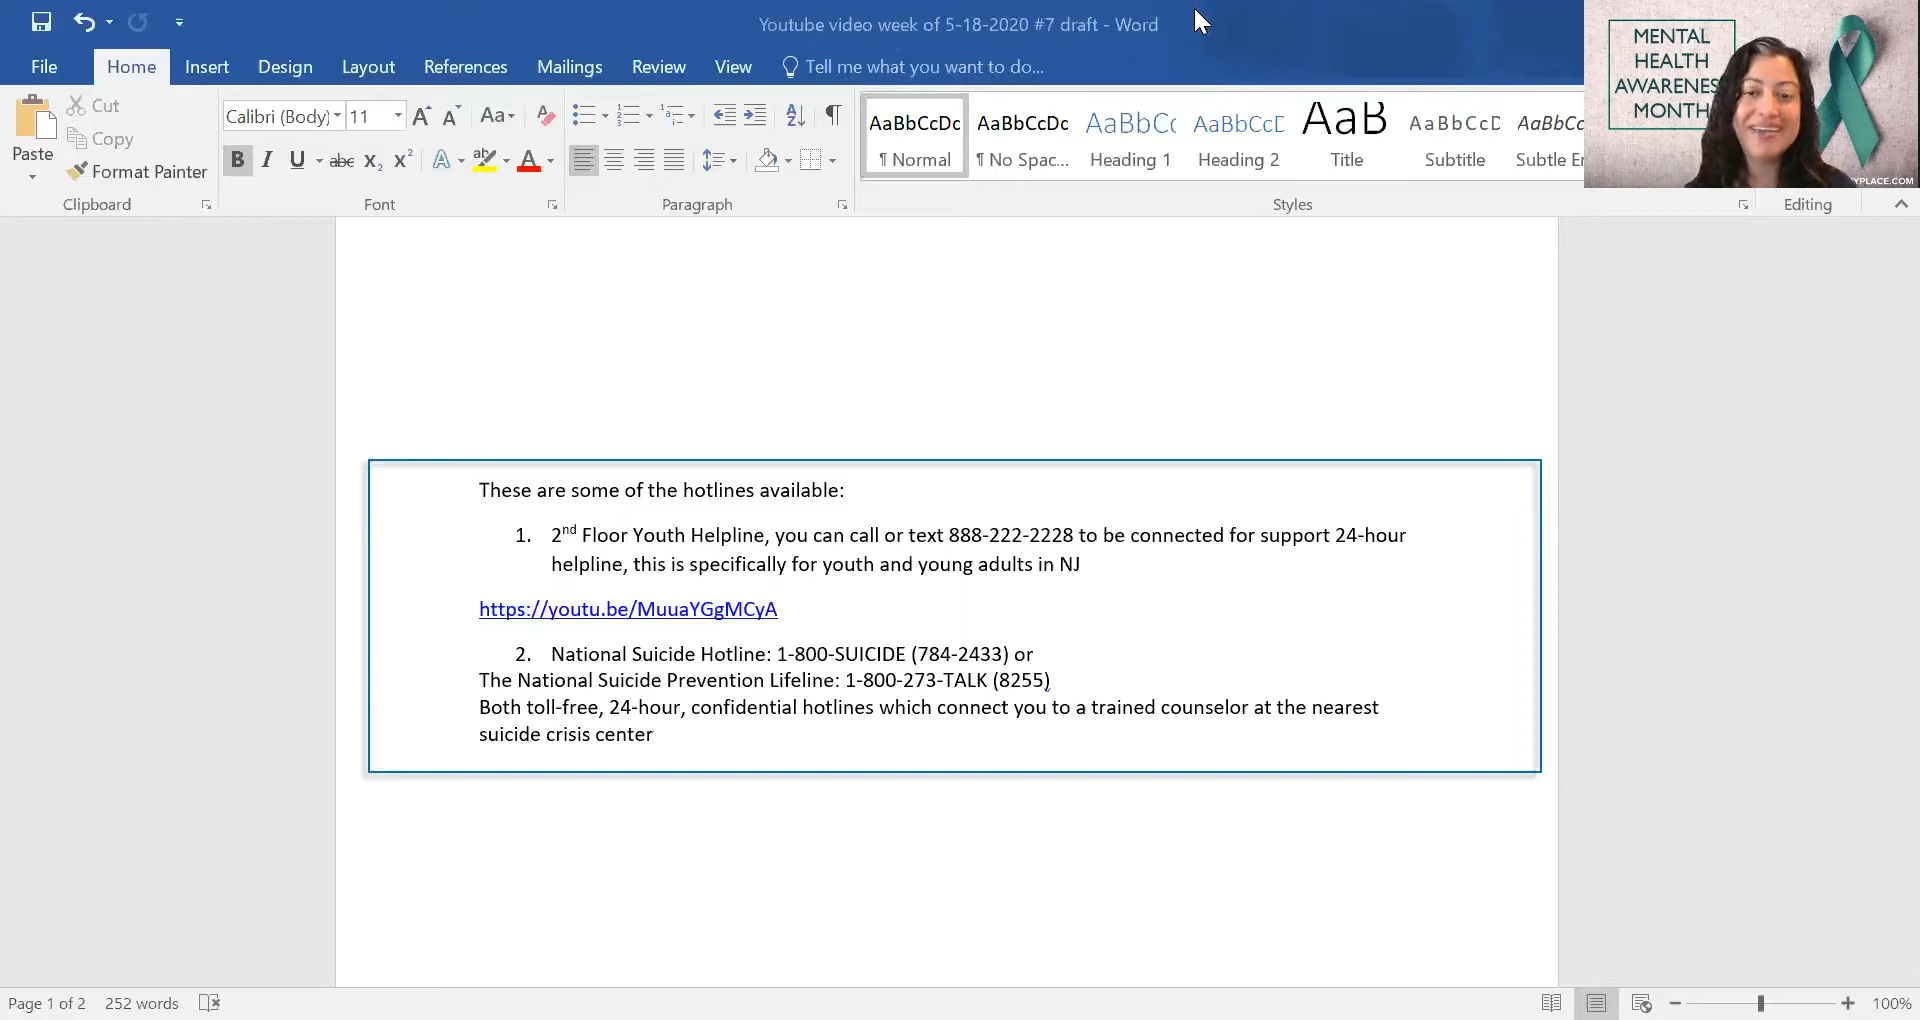 Youtube video week of 5-18-2020 #7 draft - Word
File Home Insert Design Layout References Mailings Review View Tell me what you want to do...
MENTAL
HEALTH
AWARENESS
MONTH
YPLACE.COM
Paste
Cut
Copy
Format Painter
Clipboard
Calibri (Body) 11
Font
Paragraph
AaBbCcDc AaBbCcDc AaBbCc AaBbCcD AaB AaBbCcD AaBbCc
¶ Normal ¶ No Spac... Heading 1 Heading 2 Title Subtitle Subtle E
Styles
Editing
These are some of the hotlines available:
1. 2nd Floor Youth Helpline, you can call or text 888-222-2228 to be connected for support 24-hour
helpline, this is specifically for youth and young adults in NJ
https://youtu.be/MuuaYGgMCyA
2. National Suicide Hotline: 1-800-SUICIDE (784-2433) or
The National Suicide Prevention Lifeline: 1-800-273-TALK (8255)
Both toll-free, 24-hour, confidential hotlines which connect you to a trained counselor at the nearest
suicide crisis center
Page 1 of 2 252 words
100%